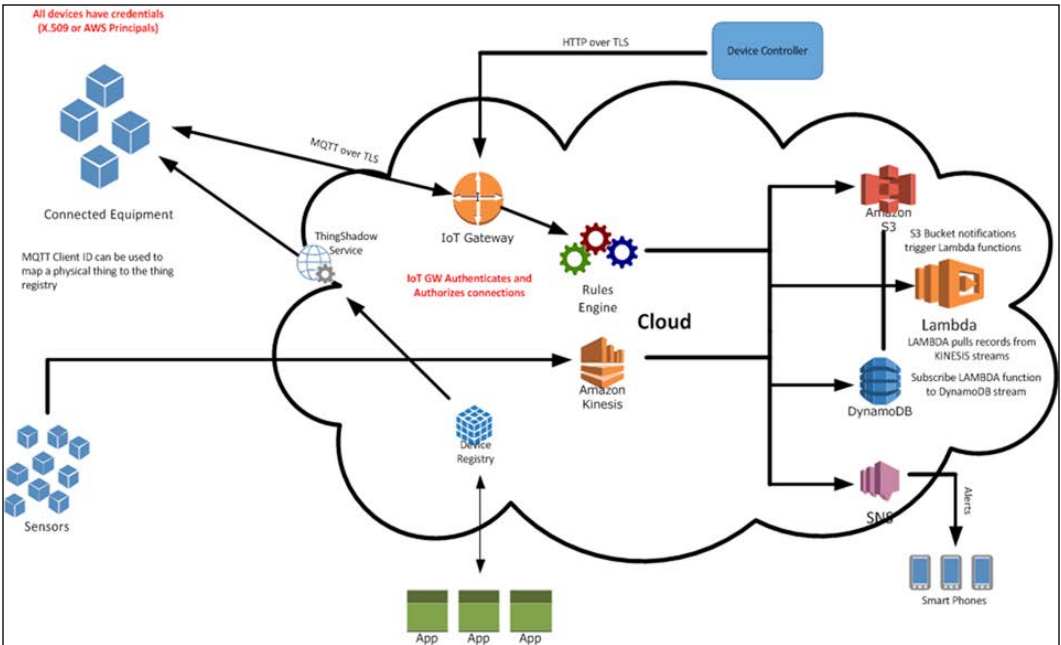 All devices have credentials
(X.509 or AWS Principals)
HTTP over TLS
Device Controller
MQTT over TLS
Connected Equipment
IoT Gateway
Amazon
S3
ThingShadow
Service
S3 Bucket notifications
trigger Lambda functions
MQTT Client ID can be used to
map a physical thing to the thing
registry
IoT GW Authenticates and
Authorizes connections
Rules
Engine
Cloud
Lambda
LAMBDA pulls records from
KINESIS streams
Amazon
Kinesis
Subscribe LAMBDA function
to DynamoDB stream
DynamoDB
Device
Registry
Sensors
SNS
Alerts
Smart Phones
App
App
App